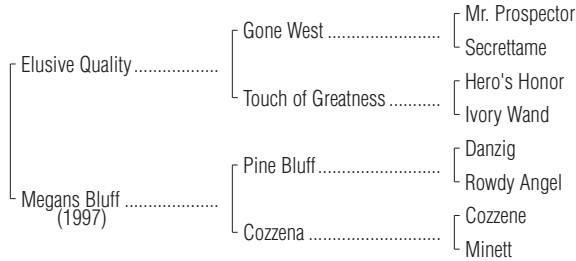 Mr. Prospector
Gone West ....................
Secrettame
Elusive Quality ...............
Hero's Honor
Touch of Greatness .........
Ivory Wand
Danzig
Pine Bluff ......................
Rowdy Angel
Megans Bluff .................
(1997)
Cozzene
Cozzena ........................
Minett